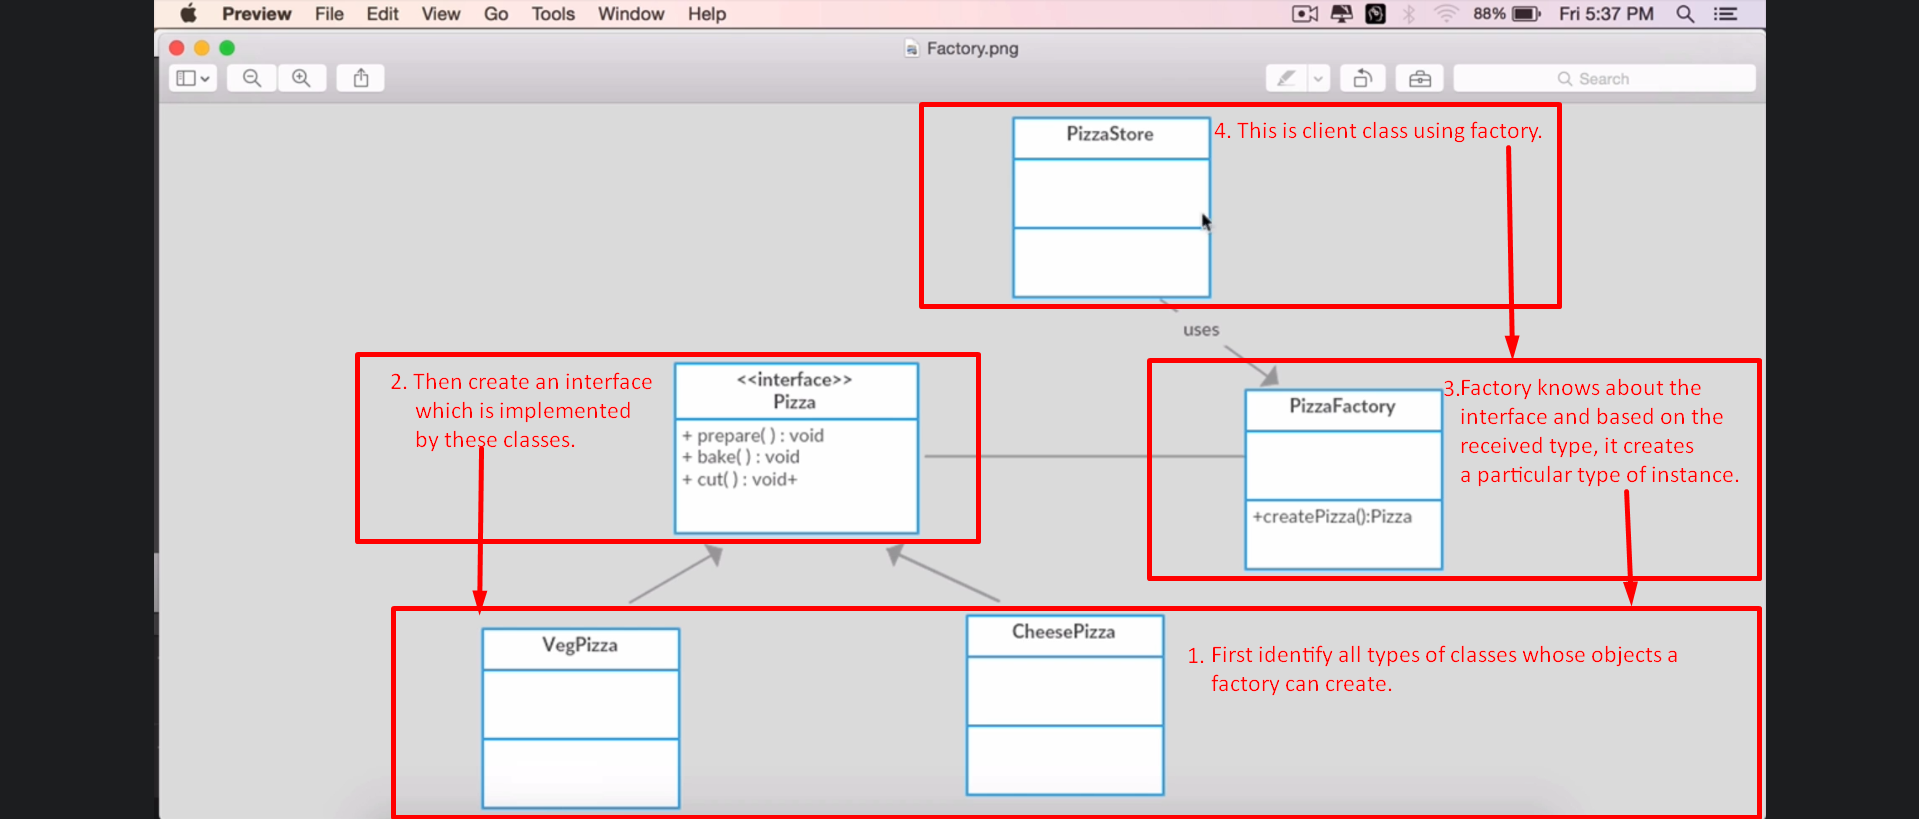 Preview File Edit View Go Tools Window Help 88% Fri 5:37 PM
Factory.png
Search
PizzaStore
4. This is client class using factory.
uses
2. Then create an interface
which is implemented
by these classes.
<<interface>>
Pizza
+ prepare( ) : void
+ bake( ) : void
+ cut( ) : void+
PizzaFactory
+createPizza():Pizza
3.Factory knows about the
interface and based on the
received type, it creates
a particular type of instance.
VegPizza
CheesePizza
1. First identify all types of classes whose objects a
factory can create.